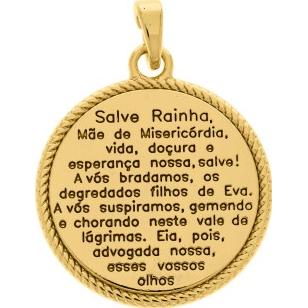 Salve Rainha,
Mãe de Misericórdia,
vida, doçura e
esperança nossa, salve!
A vós bradamos, os
degredados filhos de Eva.
A vós suspiramos, gemendo
e chorando neste vale de
lágrimas. Eia, pois,
advogada nossa,
esses vossos
olhos